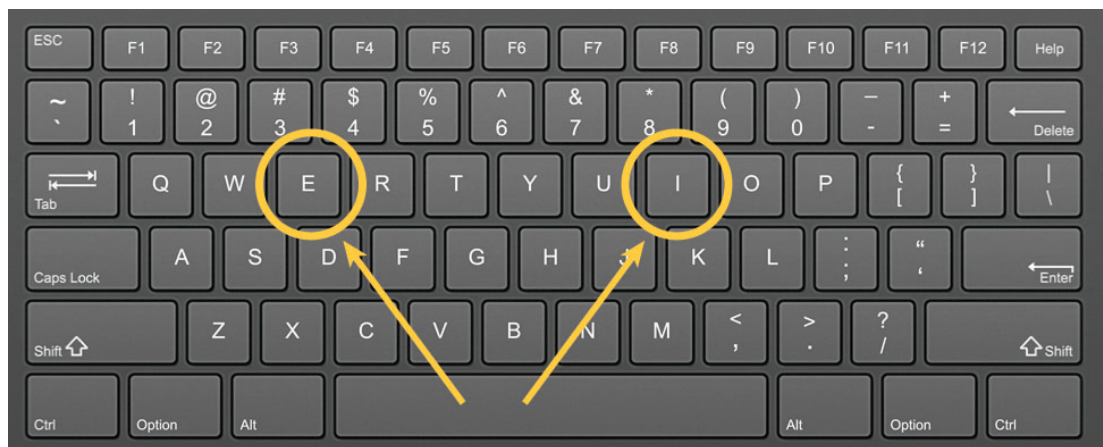 ESC F1 F2 F3 F4 F5 F6 F7 F8 F9 F10 F11 F12 Help
~ ! @ # $ % ^ & * ( ) _ +
` 1 2 3 4 5 6 7 8 9 0 - = Delete
Tab Q W E R T Y U I O P { [ } ] | \
Caps Lock A S D F G H J K L : ; “ ‘ Enter
Shift Z X C V B N M < , > . ? / Shift
Ctrl Option Alt Alt Option Ctrl